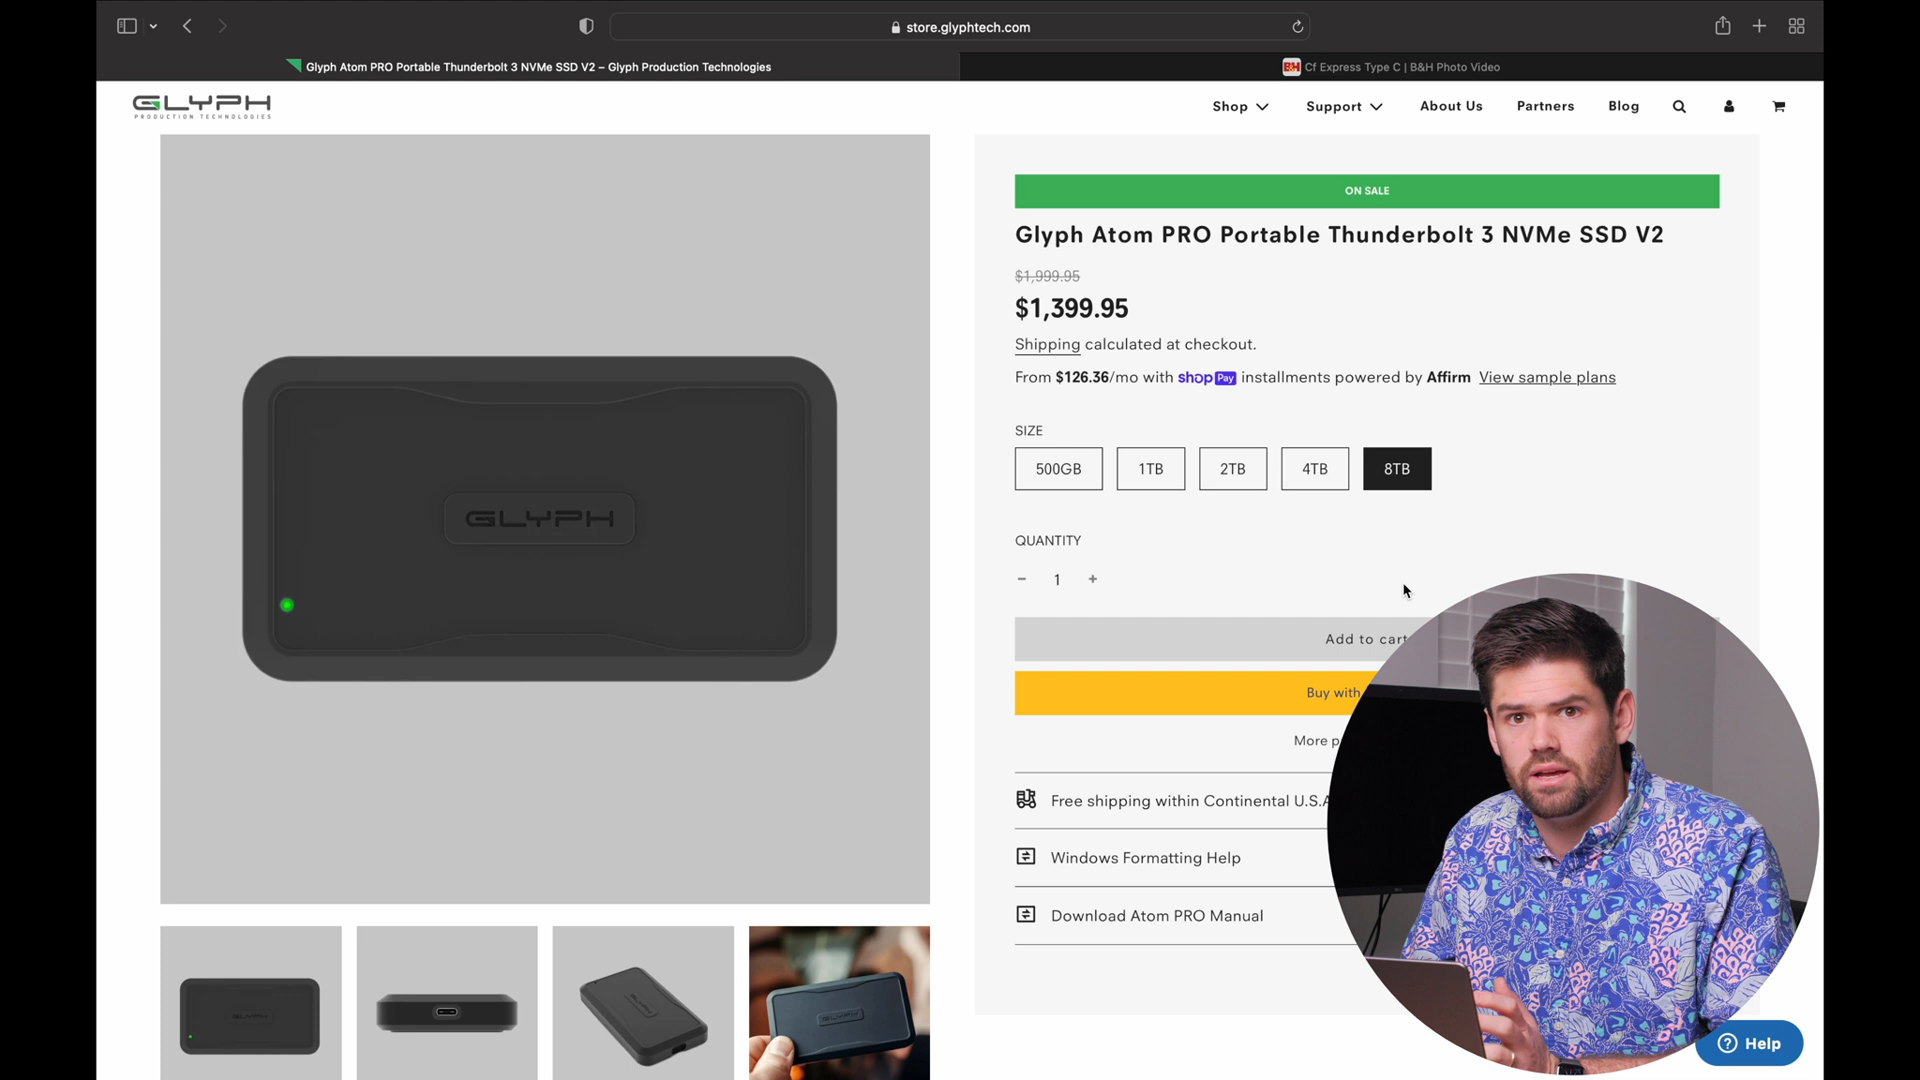 store.glyphtech.com
Glyph Atom PRO Portable Thunderbolt 3 NVMe SSD V2 – Glyph Production Technologies
B&H Cf Express Type C | B&H Photo Video
GLYPH
PRODUCTION TECHNOLOGIES
Shop Support About Us Partners Blog
ON SALE
Glyph Atom PRO Portable Thunderbolt 3 NVMe SSD V2
$1,999.95
$1,399.95
Shipping calculated at checkout.
From $126.36/mo with shop Pay installments powered by Affirm View sample plans
SIZE
500GB 1TB 2TB 4TB 8TB
GLYPH
QUANTITY
− 1 +
Add to cart
Buy with
More p
Free shipping within Continental U.S.A
Windows Formatting Help
Download Atom PRO Manual
GLYPH
GLYPH
GLYPH
Help